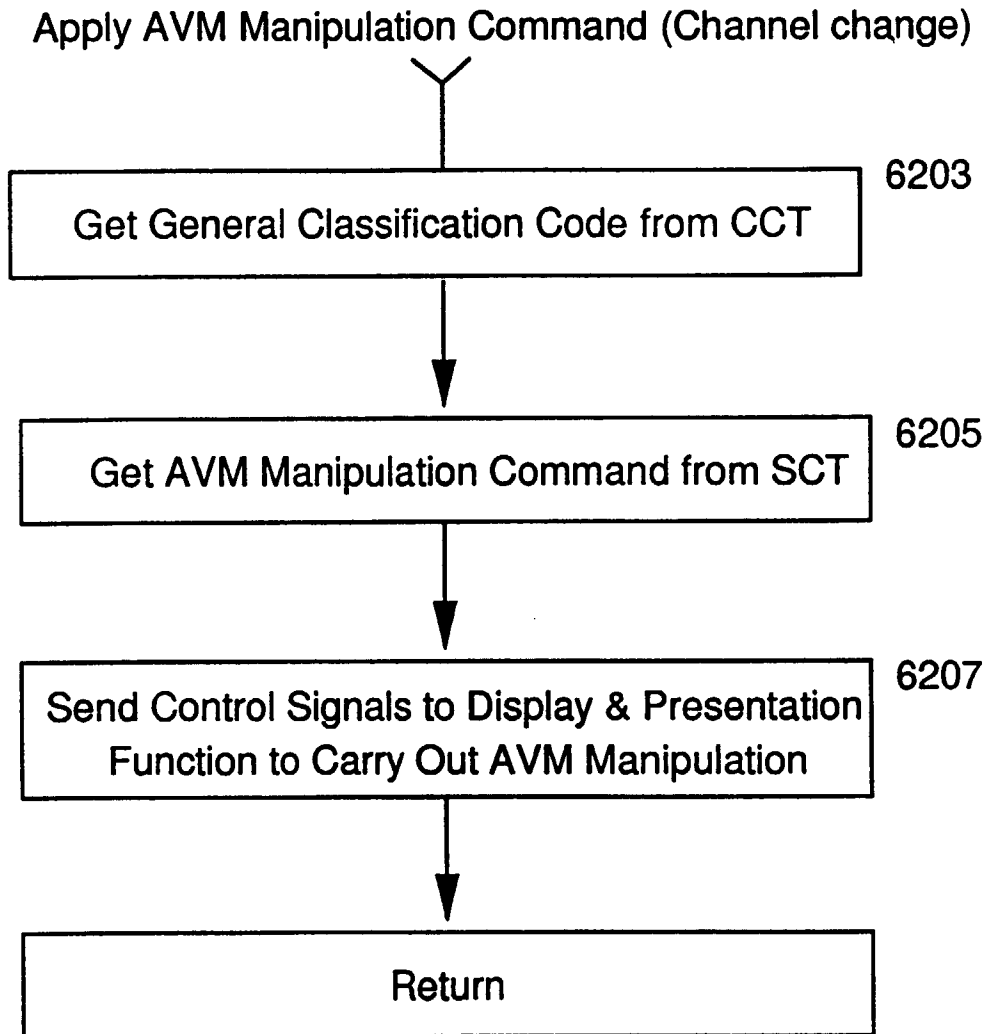 Apply AVM Manipulation Command (Channel change)
6203
Get General Classification Code from CCT
6205
Get AVM Manipulation Command from SCT
6207
Send Control Signals to Display & Presentation
Function to Carry Out AVM Manipulation
Return